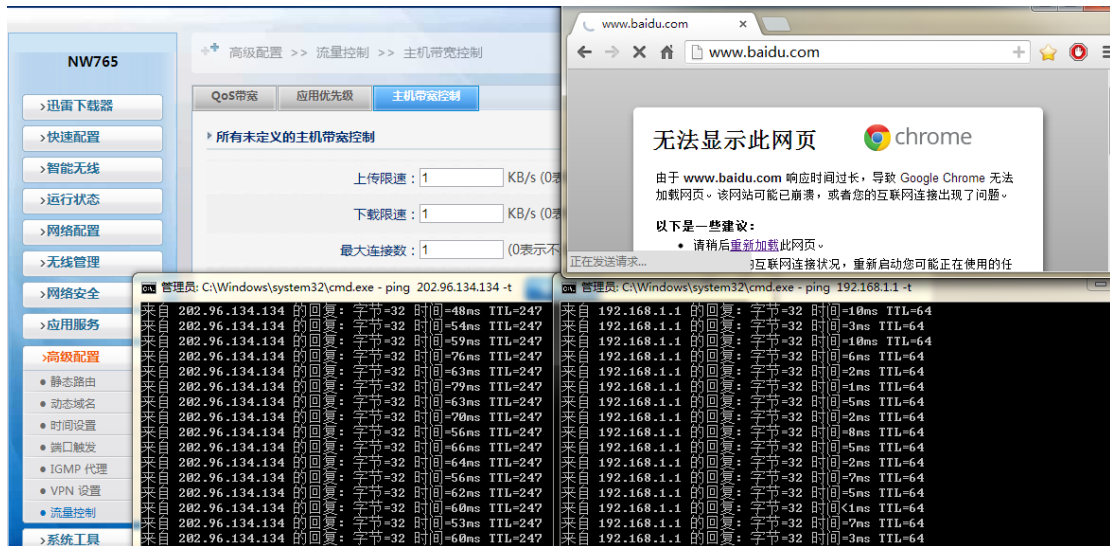 NW765
›迅雷下载器
›快速配置
›智能无线
›运行状态
›网络配置
›无线管理
›网络安全
›应用服务
›高级配置
● 静态路由
● 动态域名
● 时间设置
● 端口触发
● IGMP 代理
● VPN 设置
● 流量控制
›系统工具
高级配置 >> 流量控制 >> 主机带宽控制
QoS带宽 应用优先级 主机带宽控制
所有未定义的主机带宽控制
上传限速：1 KB/s (0表
下载限速：1 KB/s (0表
最大连接数：1 (0表示不
www.baidu.com
www.baidu.com
无法显示此网页 chrome
由于 www.baidu.com 响应时间过长，导致 Google Chrome 无法
加载网页。该网站可能已崩溃，或者您的互联网连接出现了问题。
以下是一些建议：
• 请稍后重新加载此网页。
互联网连接状况，重新启动您可能正在使用的任
正在发送请求...
管理员: C:\Windows\system32\cmd.exe - ping 202.96.134.134 -t
来自 202.96.134.134 的回复: 字节=32 时间=48ms TTL=247
来自 202.96.134.134 的回复: 字节=32 时间=54ms TTL=247
来自 202.96.134.134 的回复: 字节=32 时间=59ms TTL=247
来自 202.96.134.134 的回复: 字节=32 时间=76ms TTL=247
来自 202.96.134.134 的回复: 字节=32 时间=63ms TTL=247
来自 202.96.134.134 的回复: 字节=32 时间=79ms TTL=247
来自 202.96.134.134 的回复: 字节=32 时间=63ms TTL=247
来自 202.96.134.134 的回复: 字节=32 时间=70ms TTL=247
来自 202.96.134.134 的回复: 字节=32 时间=56ms TTL=247
来自 202.96.134.134 的回复: 字节=32 时间=66ms TTL=247
来自 202.96.134.134 的回复: 字节=32 时间=64ms TTL=247
来自 202.96.134.134 的回复: 字节=32 时间=56ms TTL=247
来自 202.96.134.134 的回复: 字节=32 时间=62ms TTL=247
来自 202.96.134.134 的回复: 字节=32 时间=60ms TTL=247
来自 202.96.134.134 的回复: 字节=32 时间=53ms TTL=247
来自 202.96.134.134 的回复: 字节=32 时间=60ms TTL=247
管理员: C:\Windows\system32\cmd.exe - ping 192.168.1.1 -t
来自 192.168.1.1 的回复: 字节=32 时间=10ms TTL=64
来自 192.168.1.1 的回复: 字节=32 时间=3ms TTL=64
来自 192.168.1.1 的回复: 字节=32 时间=10ms TTL=64
来自 192.168.1.1 的回复: 字节=32 时间=6ms TTL=64
来自 192.168.1.1 的回复: 字节=32 时间=2ms TTL=64
来自 192.168.1.1 的回复: 字节=32 时间=1ms TTL=64
来自 192.168.1.1 的回复: 字节=32 时间=5ms TTL=64
来自 192.168.1.1 的回复: 字节=32 时间=2ms TTL=64
来自 192.168.1.1 的回复: 字节=32 时间=8ms TTL=64
来自 192.168.1.1 的回复: 字节=32 时间=5ms TTL=64
来自 192.168.1.1 的回复: 字节=32 时间=2ms TTL=64
来自 192.168.1.1 的回复: 字节=32 时间=7ms TTL=64
来自 192.168.1.1 的回复: 字节=32 时间=5ms TTL=64
来自 192.168.1.1 的回复: 字节=32 时间<1ms TTL=64
来自 192.168.1.1 的回复: 字节=32 时间=7ms TTL=64
来自 192.168.1.1 的回复: 字节=32 时间=3ms TTL=64